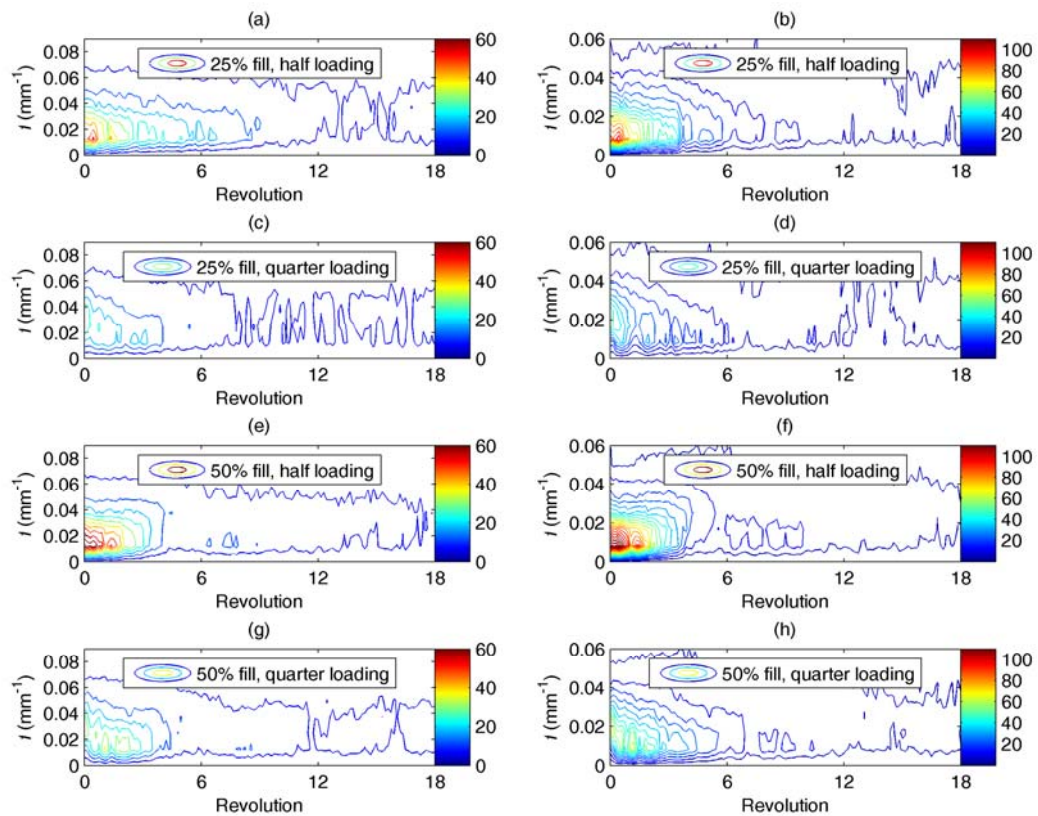 (a) (b)
0.08 0.06 0.04 0.02 0
25% fill, half loading
60 40 20 0
0.06 0.04 0.02 0
25% fill, half loading
100 80 60 40 20
f (mm⁻¹)
0 6 12 18
Revolution
f (mm⁻¹)
0 6 12 18
Revolution
(c) (d)
0.08 0.06 0.04 0.02 0
25% fill, quarter loading
60 40 20 0
0.06 0.04 0.02 0
25% fill, quarter loading
100 80 60 40 20
f (mm⁻¹)
0 6 12 18
Revolution
f (mm⁻¹)
0 6 12 18
Revolution
(e) (f)
0.08 0.06 0.04 0.02 0
50% fill, half loading
60 40 20 0
0.06 0.04 0.02 0
50% fill, half loading
100 80 60 40 20
f (mm⁻¹)
0 6 12 18
Revolution
f (mm⁻¹)
0 6 12 18
Revolution
(g) (h)
0.08 0.06 0.04 0.02 0
50% fill, quarter loading
60 40 20 0
0.06 0.04 0.02 0
50% fill, quarter loading
100 80 60 40 20
f (mm⁻¹)
0 6 12 18
Revolution
f (mm⁻¹)
0 6 12 18
Revolution